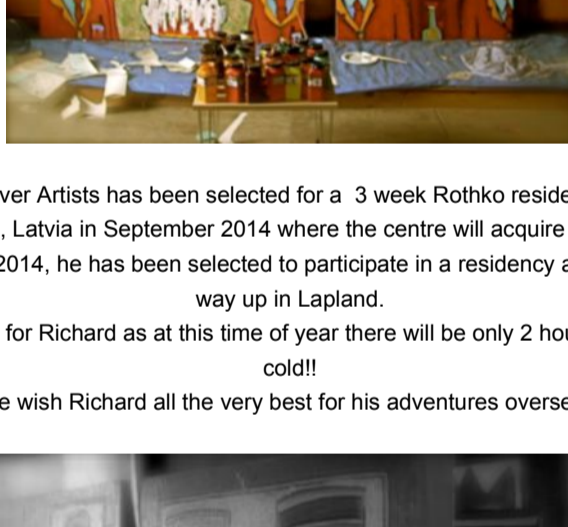 ver Artists has been selected for a 3 week Rothko reside
, Latvia in September 2014 where the centre will acquire
2014, he has been selected to participate in a residency a
way up in Lapland.
for Richard as at this time of year there will be only 2 hou
cold!!
e wish Richard all the very best for his adventures overse